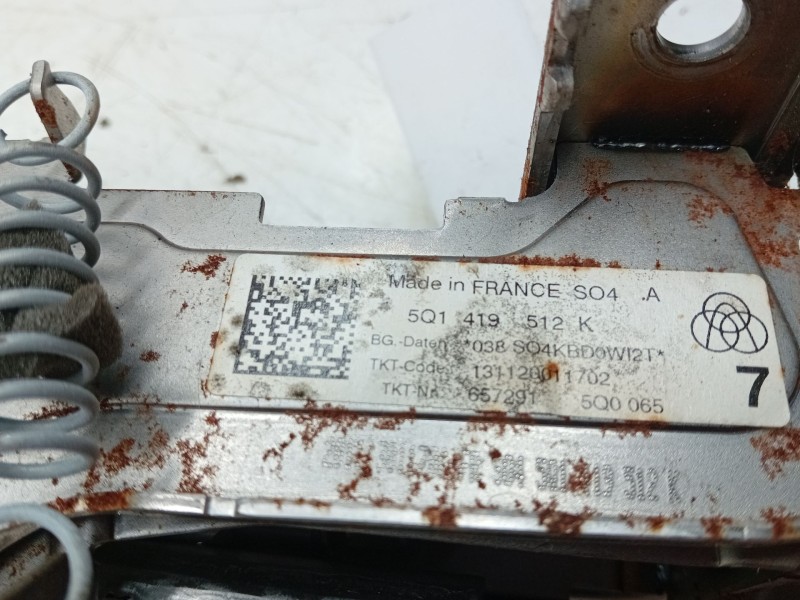 Made in FRANCE SO4 .A
5Q1 419 512 K
BG.-Daten *038 SO4KBD0WI2T*
TKT-Code 131120011702
TKT-Nr. 657291 5Q0 065
7